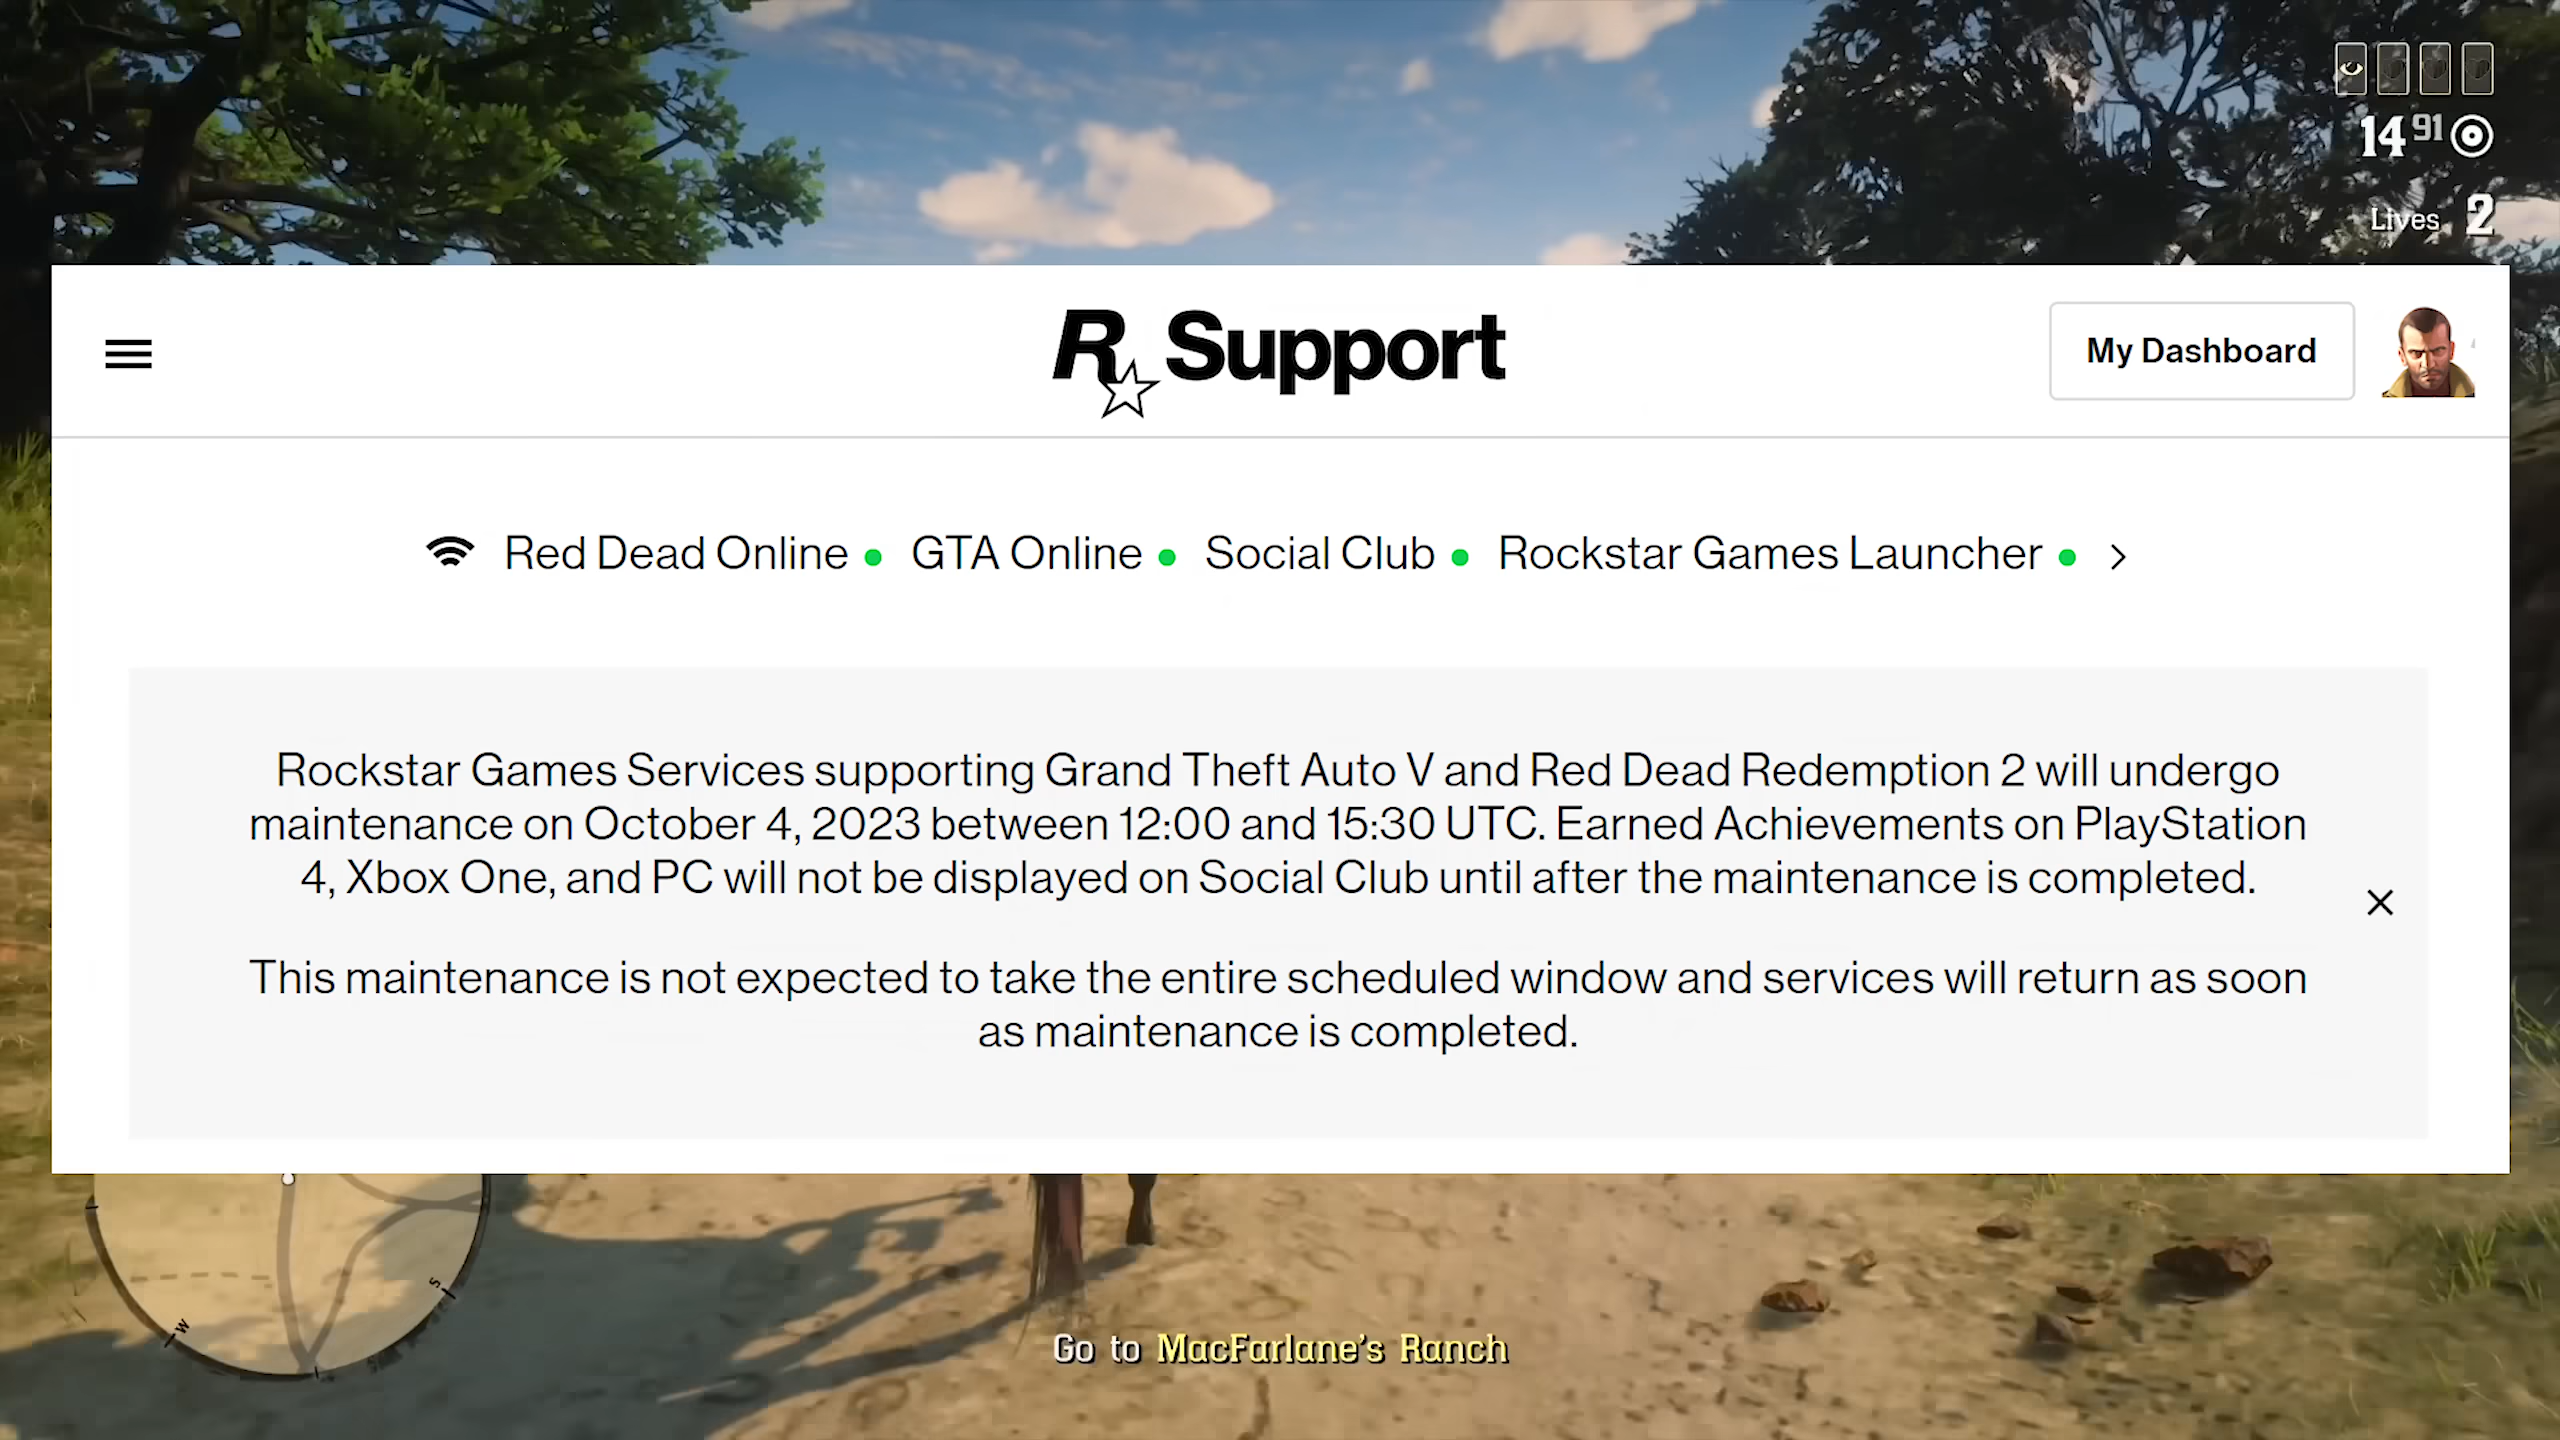 14 91
Lives 2
R Support
My Dashboard
Red Dead Online GTA Online Social Club Rockstar Games Launcher
Rockstar Games Services supporting Grand Theft Auto V and Red Dead Redemption 2 will undergo
maintenance on October 4, 2023 between 12:00 and 15:30 UTC. Earned Achievements on PlayStation
4, Xbox One, and PC will not be displayed on Social Club until after the maintenance is completed.
This maintenance is not expected to take the entire scheduled window and services will return as soon
as maintenance is completed.
S
W
Go to MacFarlane's Ranch